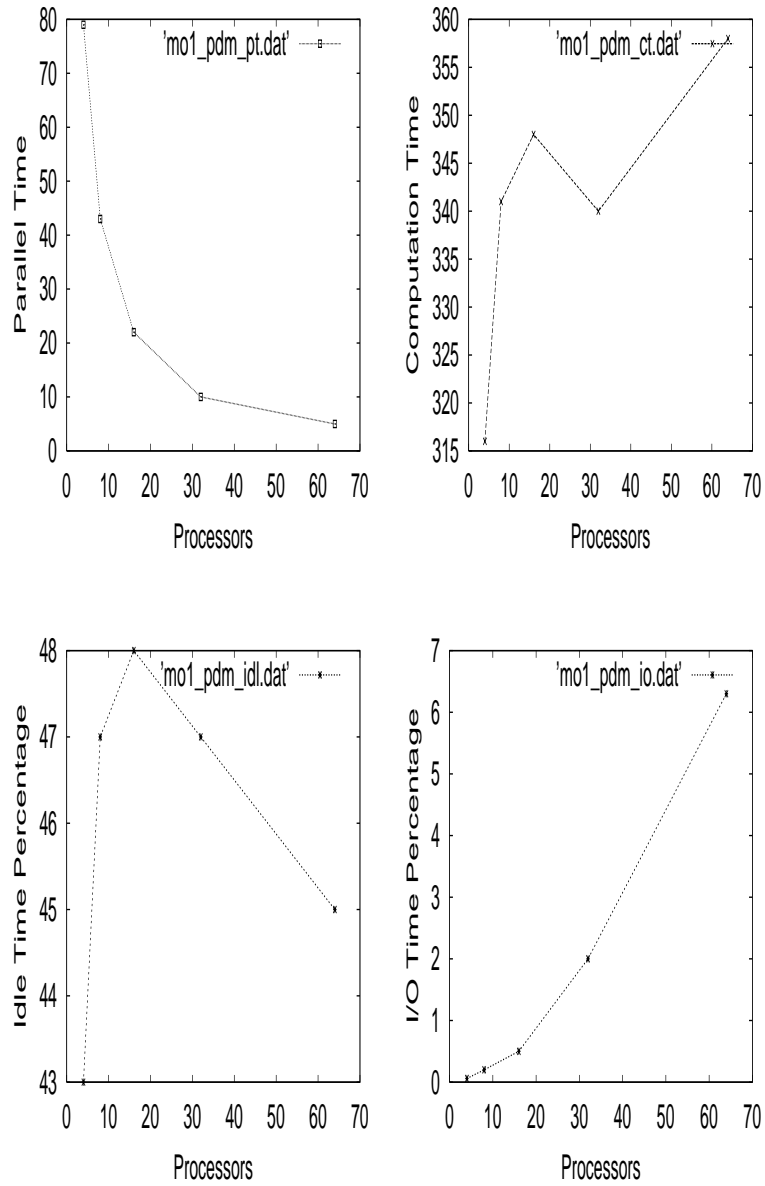 'mo1_pdm_pt.dat'
80
70
60
50
40
30
20
10
0
Parallel Time
0 10 20 30 40 50 60 70
Processors
'mo1_pdm_ct.dat'
360
355
350
345
340
335
330
325
320
315
Computation Time
0 10 20 30 40 50 60 70
Processors
'mo1_pdm_idl.dat'
48
47
46
45
44
43
Idle Time Percentage
0 10 20 30 40 50 60 70
Processors
'mo1_pdm_io.dat'
7
6
5
4
3
2
1
0
I/O Time Percentage
0 10 20 30 40 50 60 70
Processors